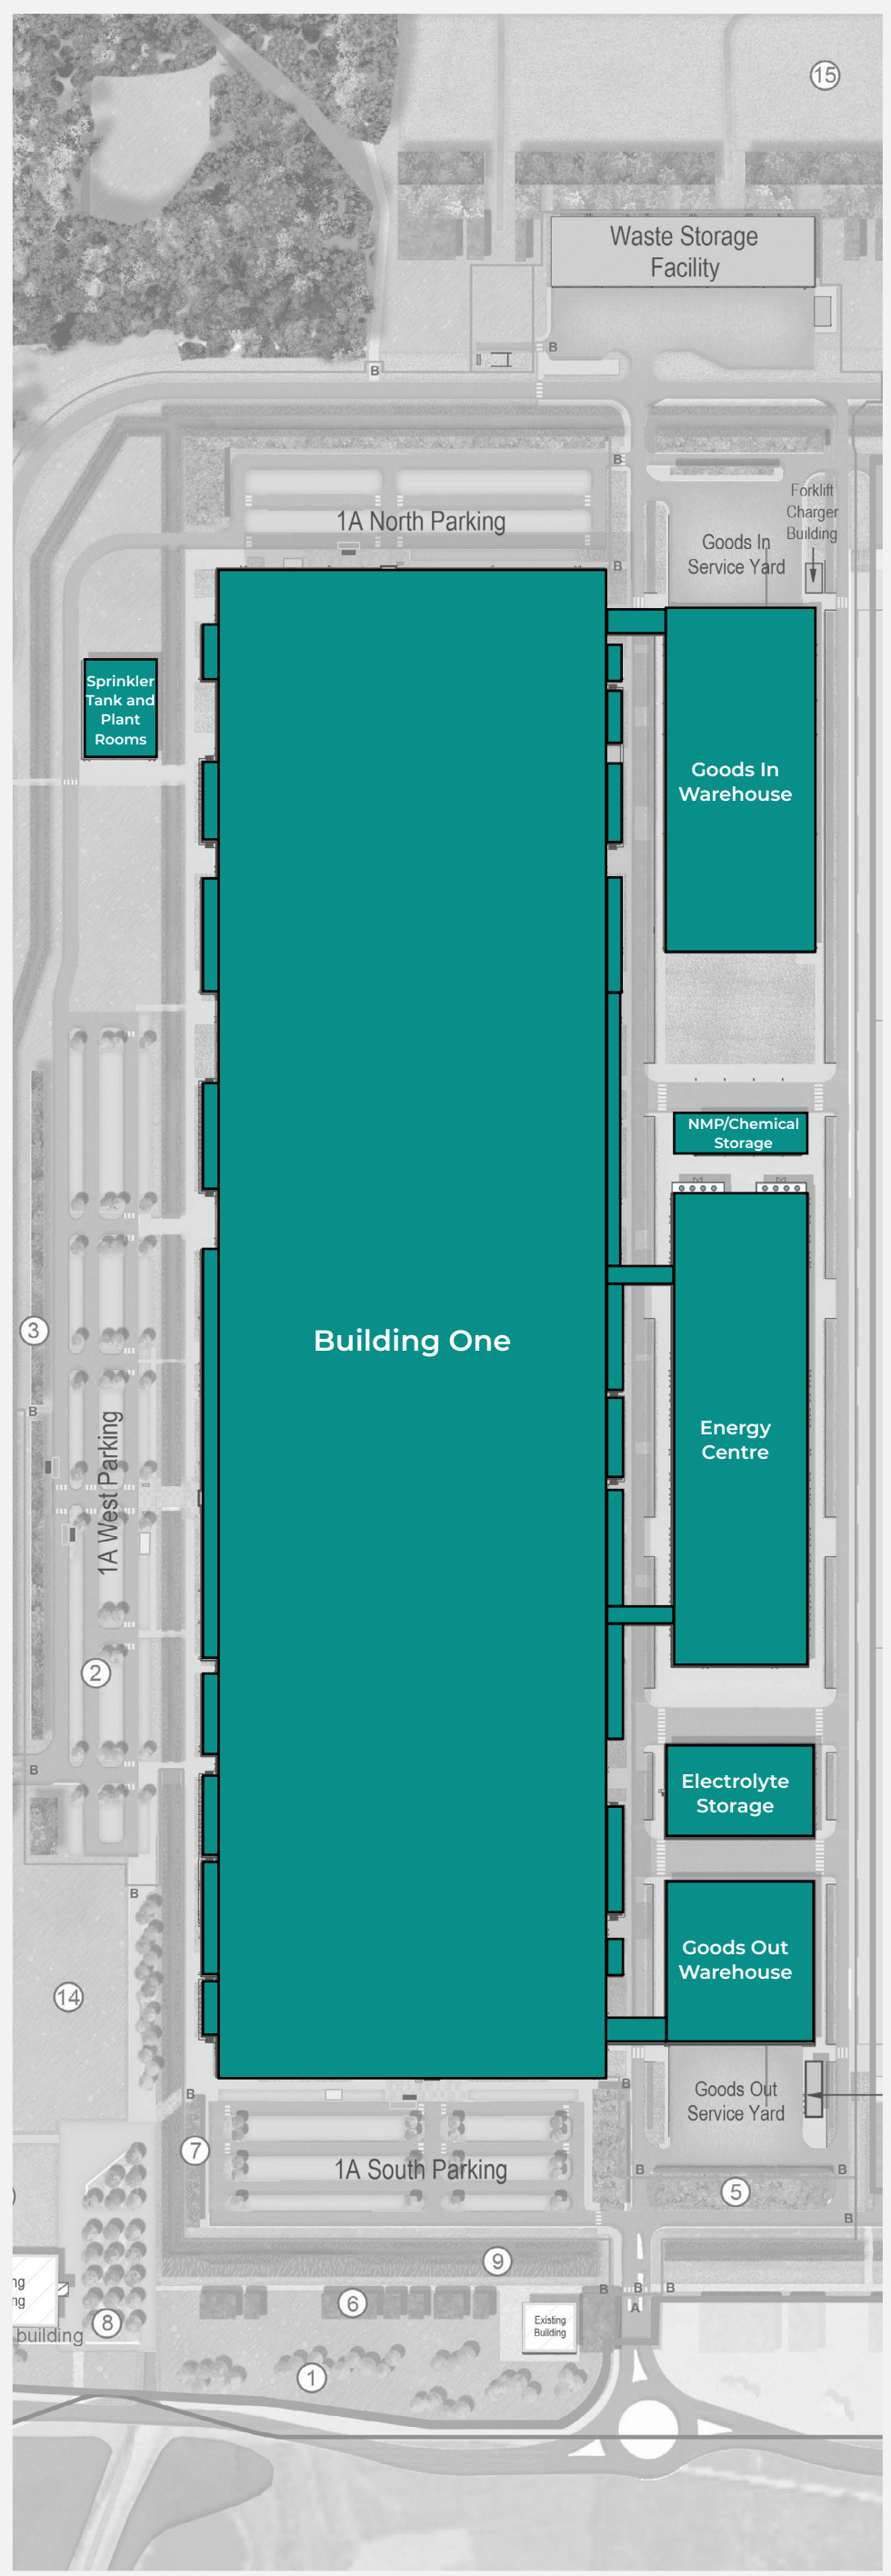 15
Waste Storage
Facility
B
B
B
1A North Parking
Forklift
Charger
Building
Goods In
Service Yard
B
Sprinkler
Tank and
Plant
Rooms
Goods In
Warehouse
NMP/Chemical
Storage
3
Building One
B
1A West Parking
Energy
Centre
2
B
Electrolyte
Storage
B
14
Goods Out
Warehouse
B
B
Goods Out
Service Yard
7
1A South Parking
B
B
5
B
9
B
B
B
6
A
ng
ng
8
building
Existing
Building
1